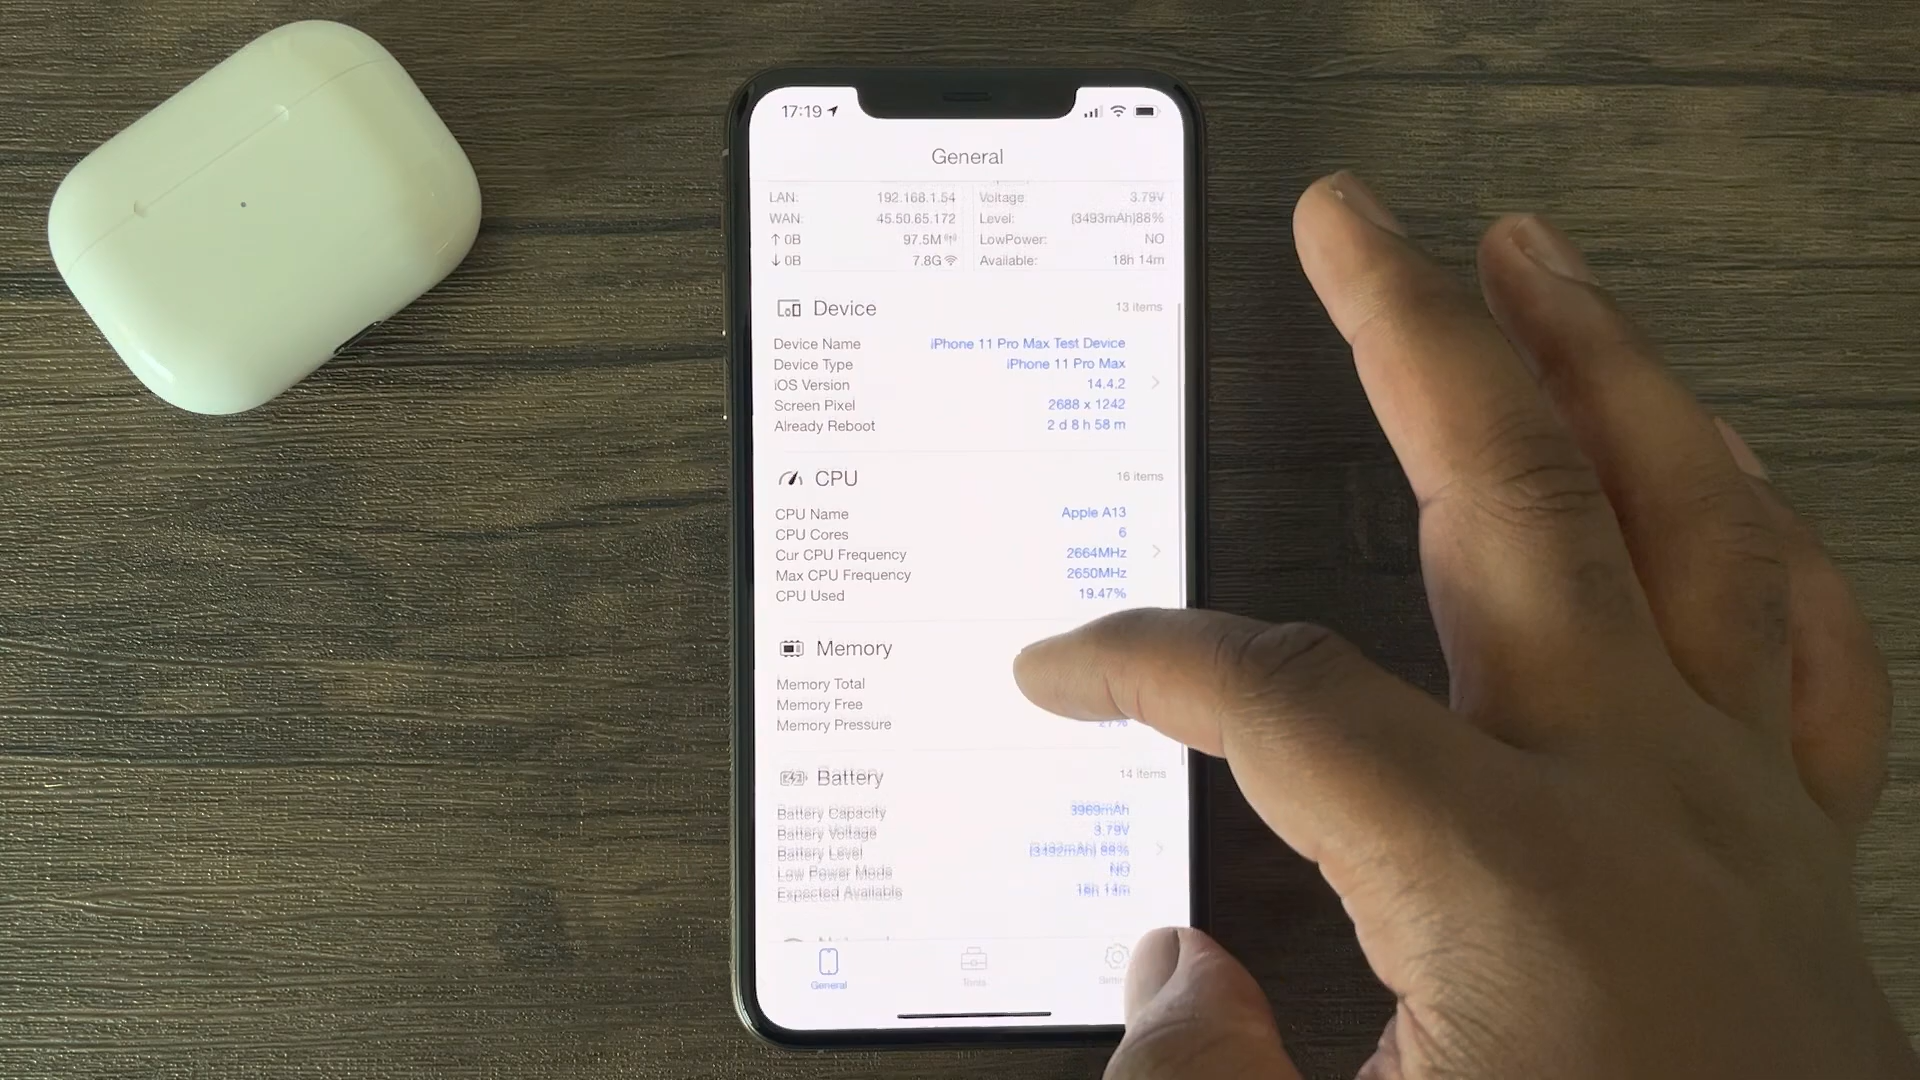 17:19
General
LAN: 192.168.1.54 Voltage: 3.79V
WAN: 45.50.65.172 Level: (3493mAh)88%
↑ 0B 97.5M LowPower: NO
↓ 0B 7.8G Available: 18h 14m
Device 13 items
Device Name iPhone 11 Pro Max Test Device
Device Type iPhone 11 Pro Max
iOS Version 14.4.2
Screen Pixel 2688 x 1242
Already Reboot 2 d 8 h 58 m
CPU 16 items
CPU Name Apple A13
CPU Cores 6
Cur CPU Frequency 2664MHz
Max CPU Frequency 2650MHz
CPU Used 19.47%
Memory
Memory Total
Memory Free
Memory Pressure 27%
Battery 14 items
Battery Capacity 3969mAh
Battery Voltage 3.79V
Battery Level (3492mAh) 88%
Low Power Mode NO
Expected Available 18h 14m
General Tools